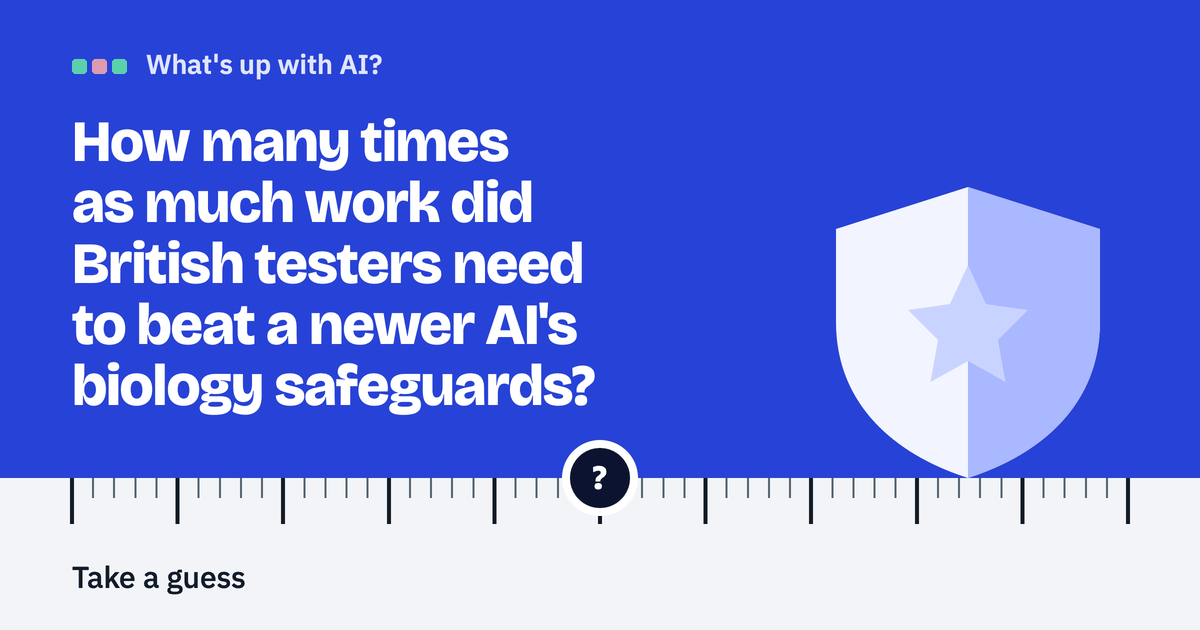 What's up with AI?
How many times
as much work did
British testers need
to beat a newer AI's
biology safeguards?
?
Take a guess